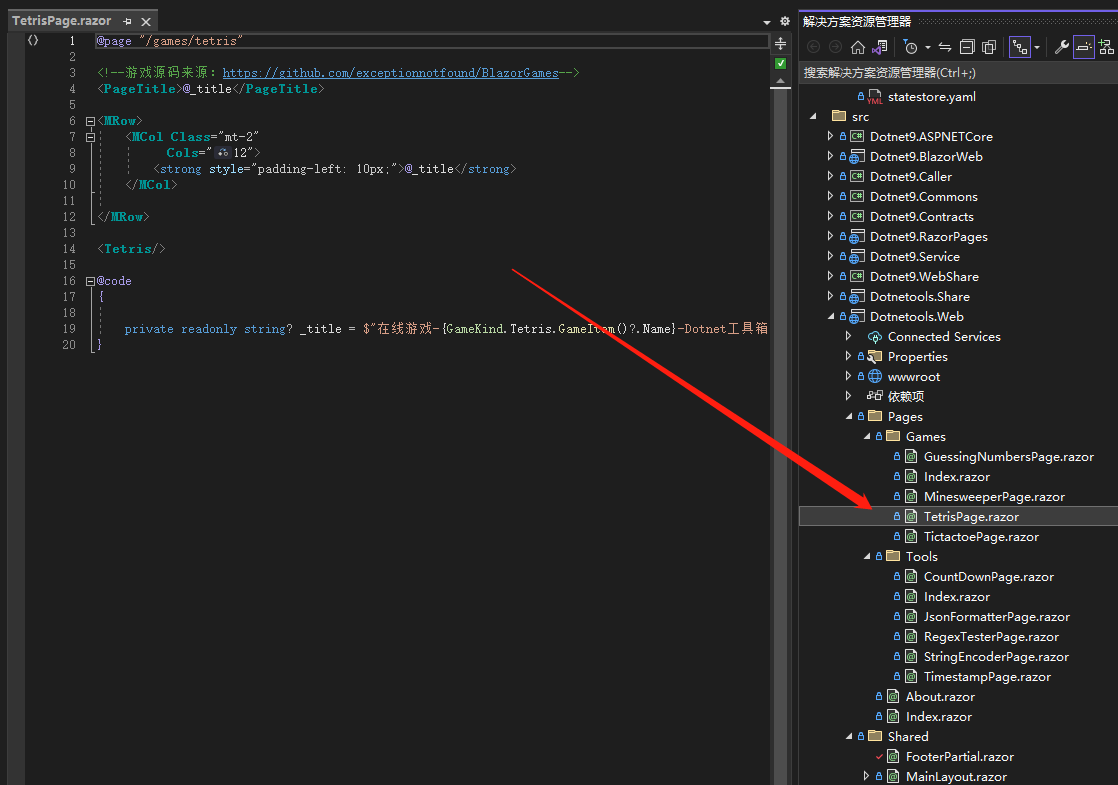 TetrisPage.razor
1 @page "/games/tetris"
2
3 <!--游戏源码来源：https://github.com/exceptionnotfound/BlazorGames-->
4 <PageTitle>@_title</PageTitle>
5
6 <MRow>
7 <MCol Class="mt-2"
8 Cols="12">
9 <strong style="padding-left: 10px;">@_title</strong>
10 </MCol>
11
12 </MRow>
13
14 <Tetris/>
15
16 @code
17 {
18
19 private readonly string? _title = $"在线游戏-{GameKind.Tetris.GameItem()?.Name}-Dotnet工具箱
20 }
解决方案资源管理器
搜索解决方案资源管理器(Ctrl+;)
YML statestore.yaml
src
C# Dotnet9.ASPNETCore
Dotnet9.BlazorWeb
C# Dotnet9.Caller
C# Dotnet9.Commons
C# Dotnet9.Contracts
Dotnet9.RazorPages
Dotnet9.Service
C# Dotnet9.WebShare
Dotnetools.Share
Dotnetools.Web
Connected Services
Properties
wwwroot
依赖项
Pages
Games
GuessingNumbersPage.razor
Index.razor
MinesweeperPage.razor
TetrisPage.razor
TictactoePage.razor
Tools
CountDownPage.razor
Index.razor
JsonFormatterPage.razor
RegexTesterPage.razor
StringEncoderPage.razor
TimestampPage.razor
About.razor
Index.razor
Shared
FooterPartial.razor
MainLayout.razor